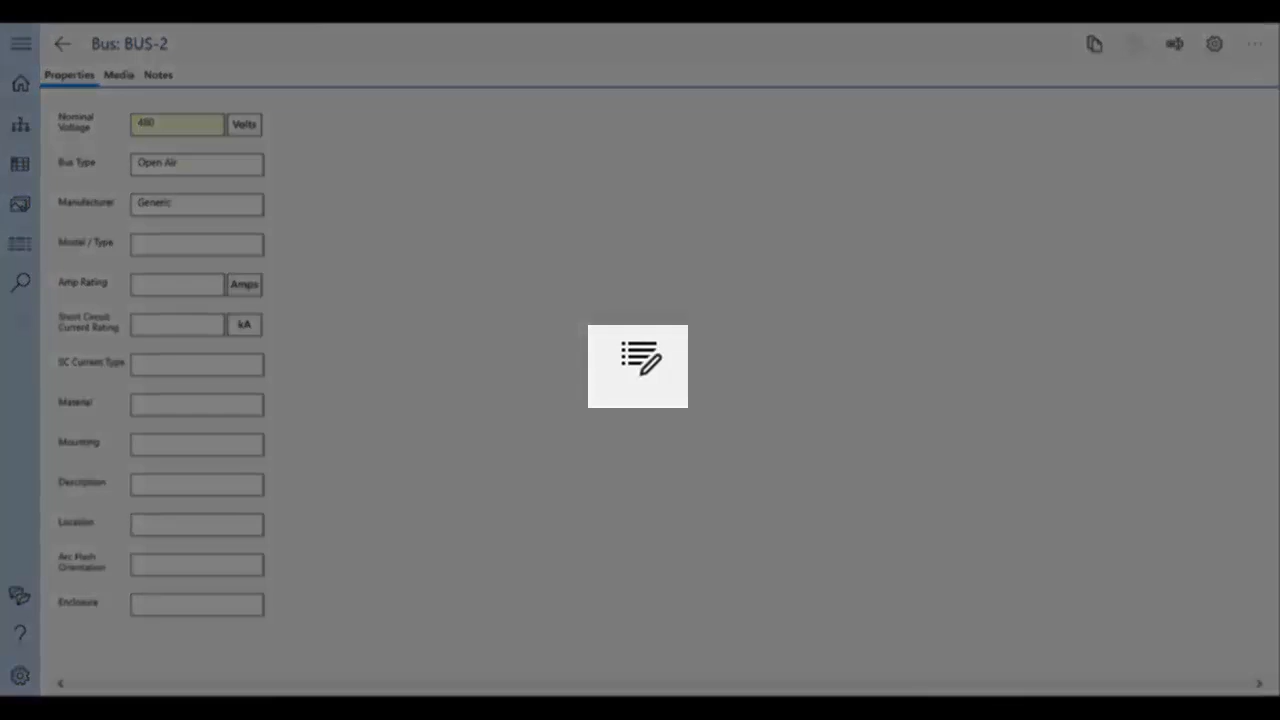 Bus: BUS-2
Properties Media Notes
Nominal
Voltage
480 Volts
Bus Type Open Air
Manufacturer Generic
Model / Type
Amp Rating Amps
Short Circuit
Current Rating kA
SC Current Type
Material
Mounting
Description
Location
Arc Flash
Orientation
Enclosure
?